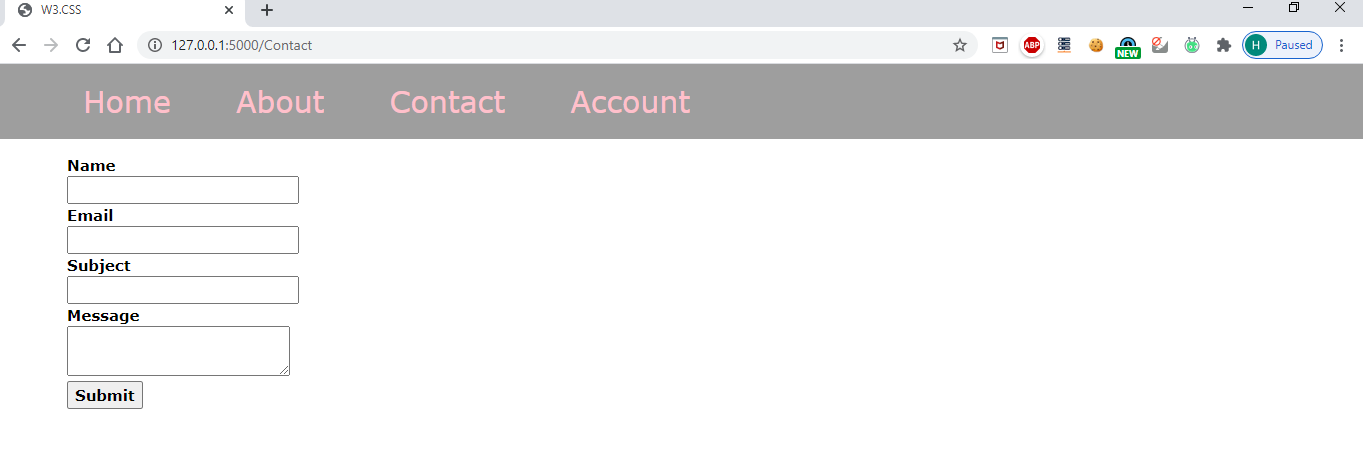 W3.CSS
127.0.0.1:5000/Contact
ABP
NEW
H Paused
Home About Contact Account
Name
Email
Subject
Message
Submit